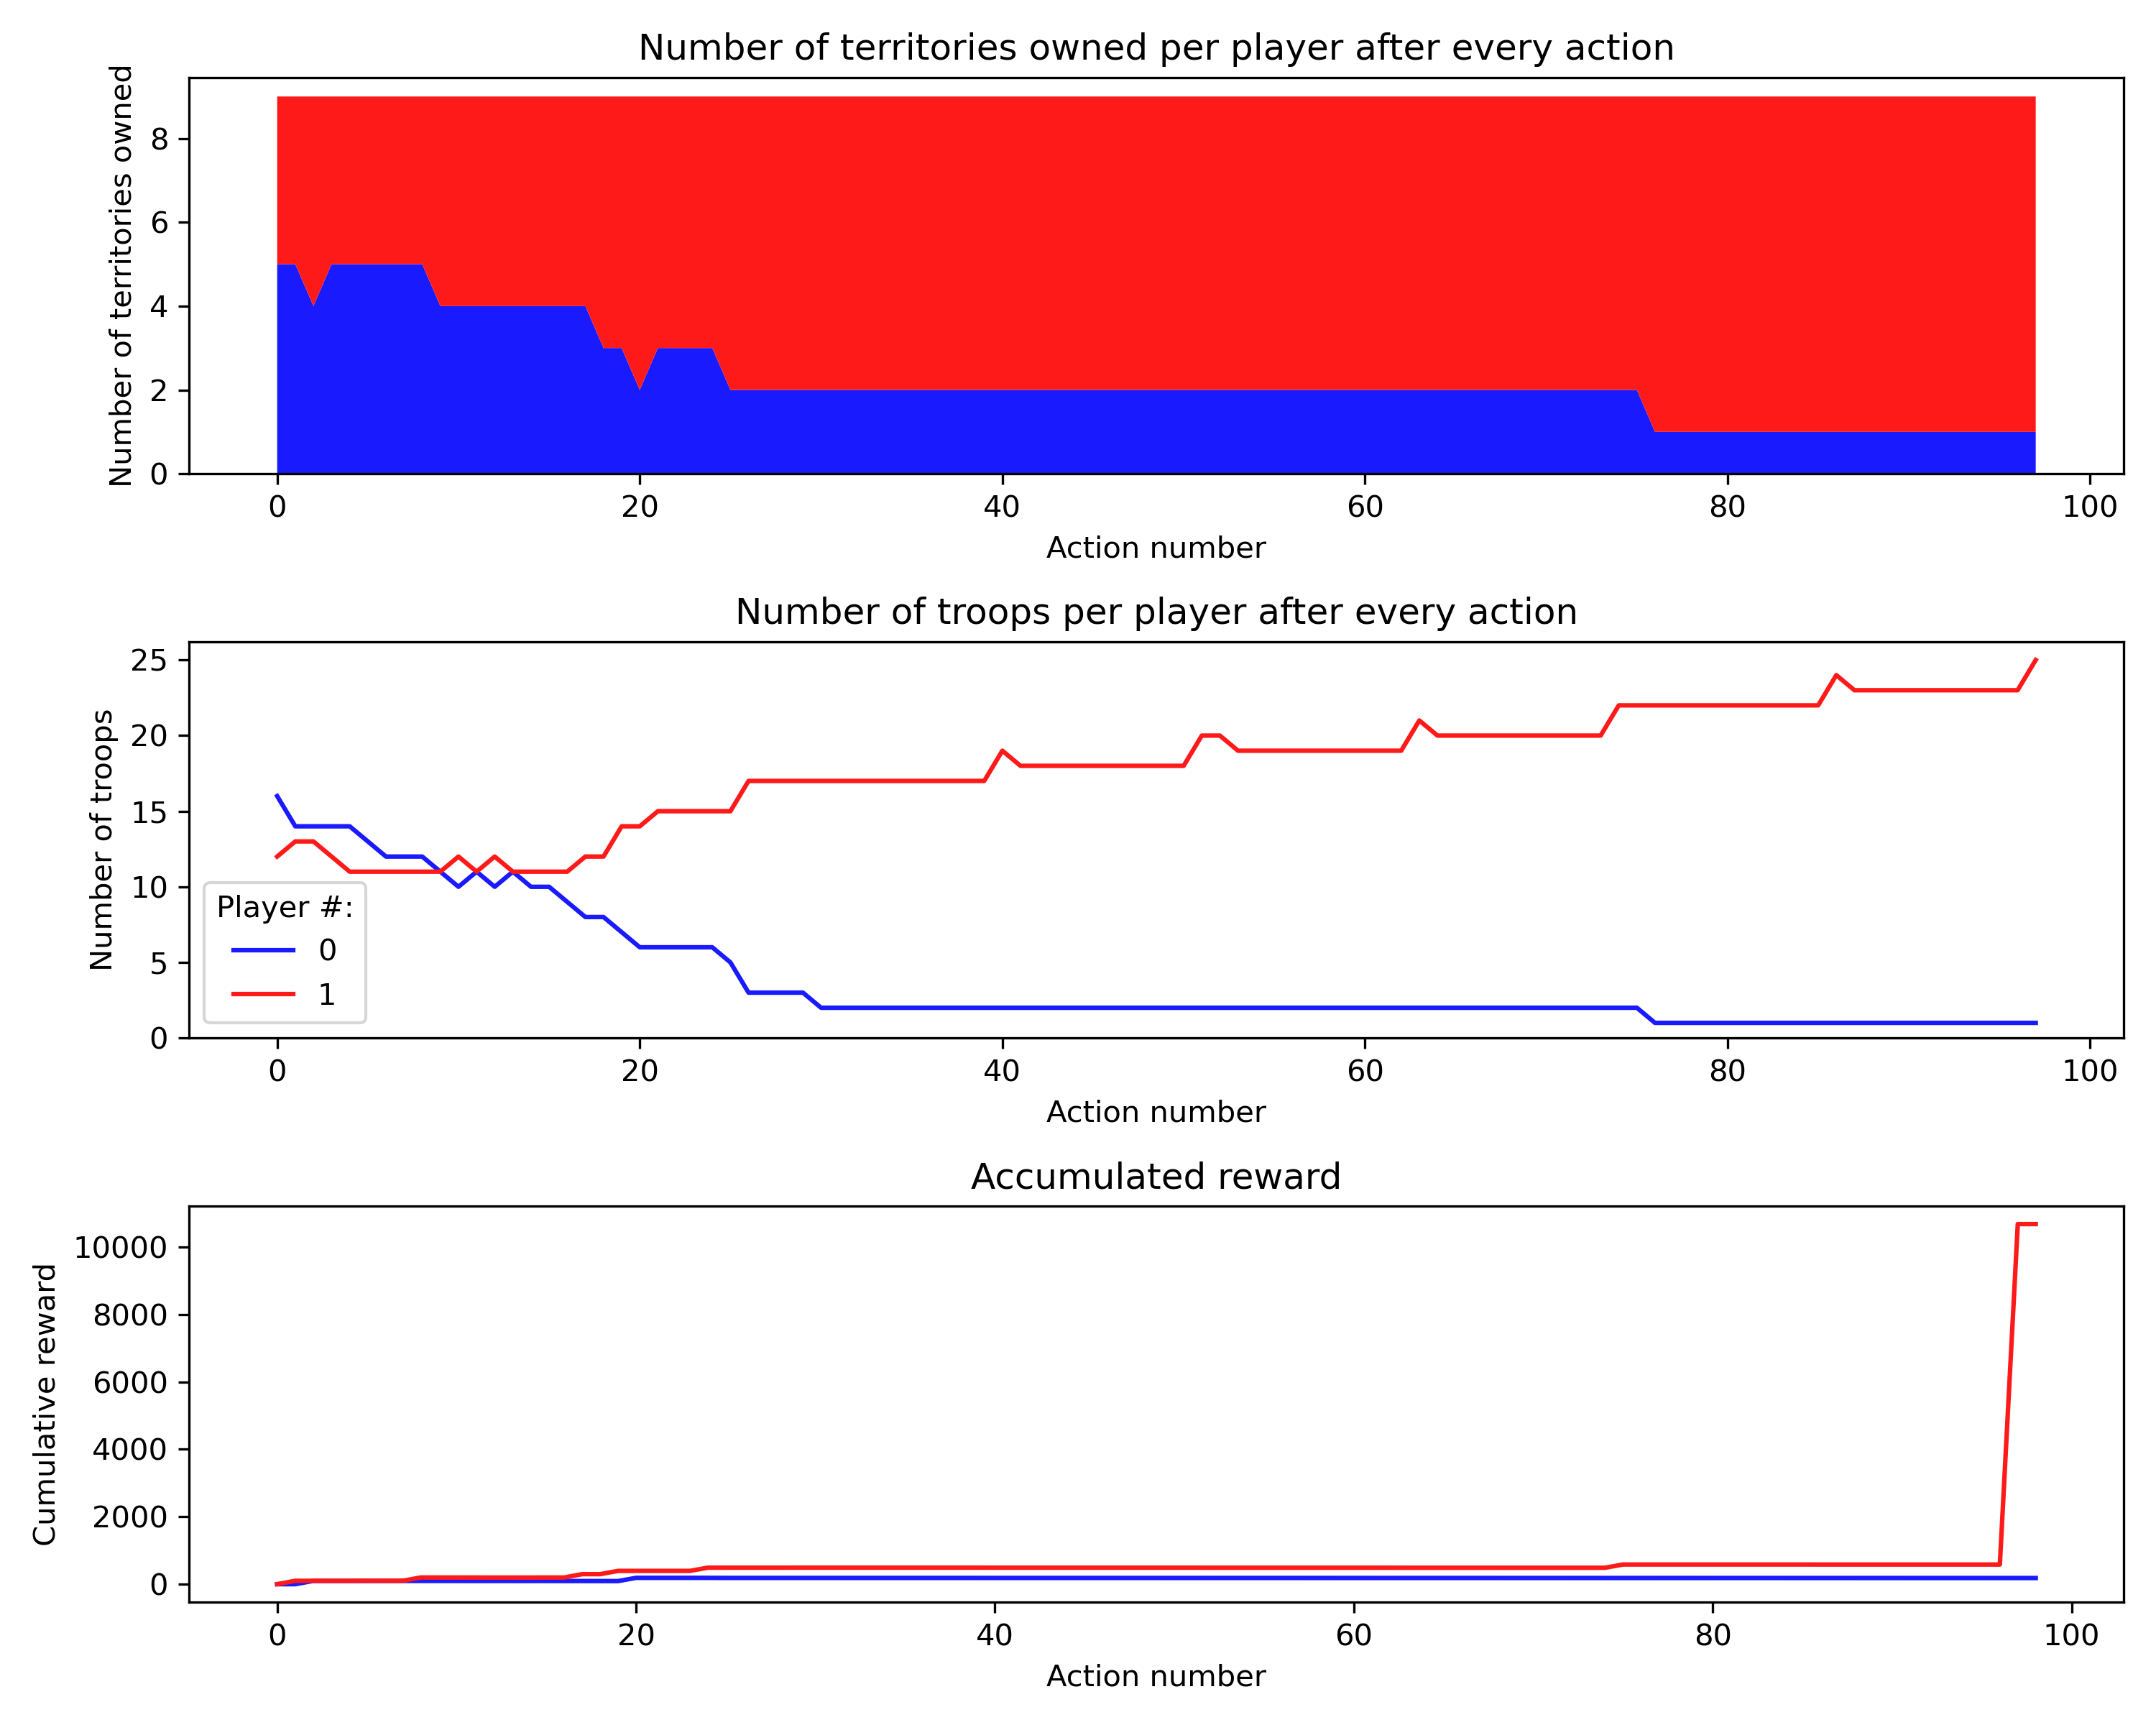 Number of territories owned per player after every action
Number of territories owned
8
6
4
2
0
0 20 40 60 80 100
Action number
Number of troops per player after every action
Number of troops
25
20
15
10
5
0
Player #:
0
1
0 20 40 60 80 100
Action number
Accumulated reward
Cumulative reward
10000
8000
6000
4000
2000
0
0 20 40 60 80 100
Action number